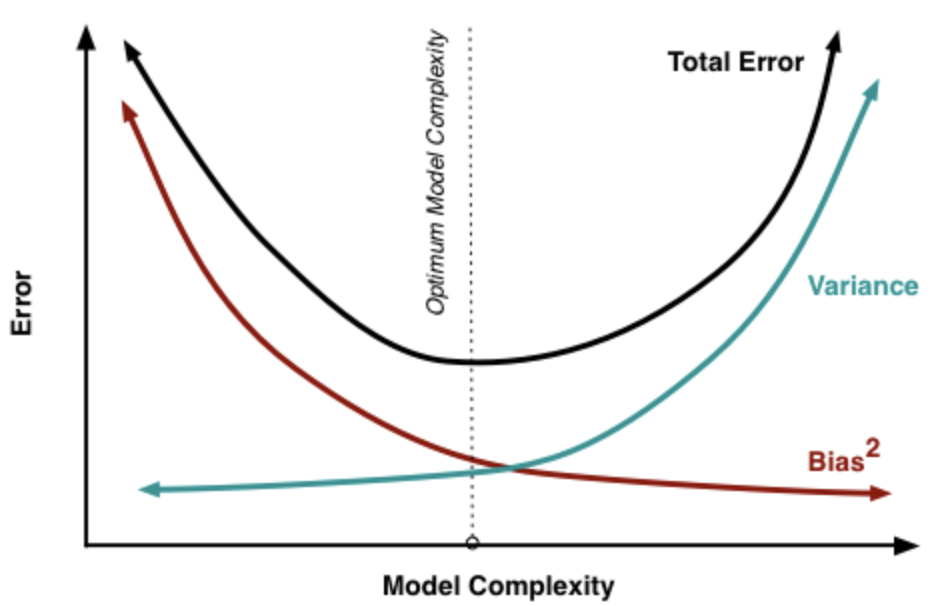 Optimum Model Complexity
Total Error
Variance
Bias²
Error
Model Complexity